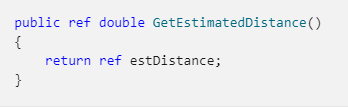 public ref double GetEstimatedDistance()
{
    return ref estDistance;
}